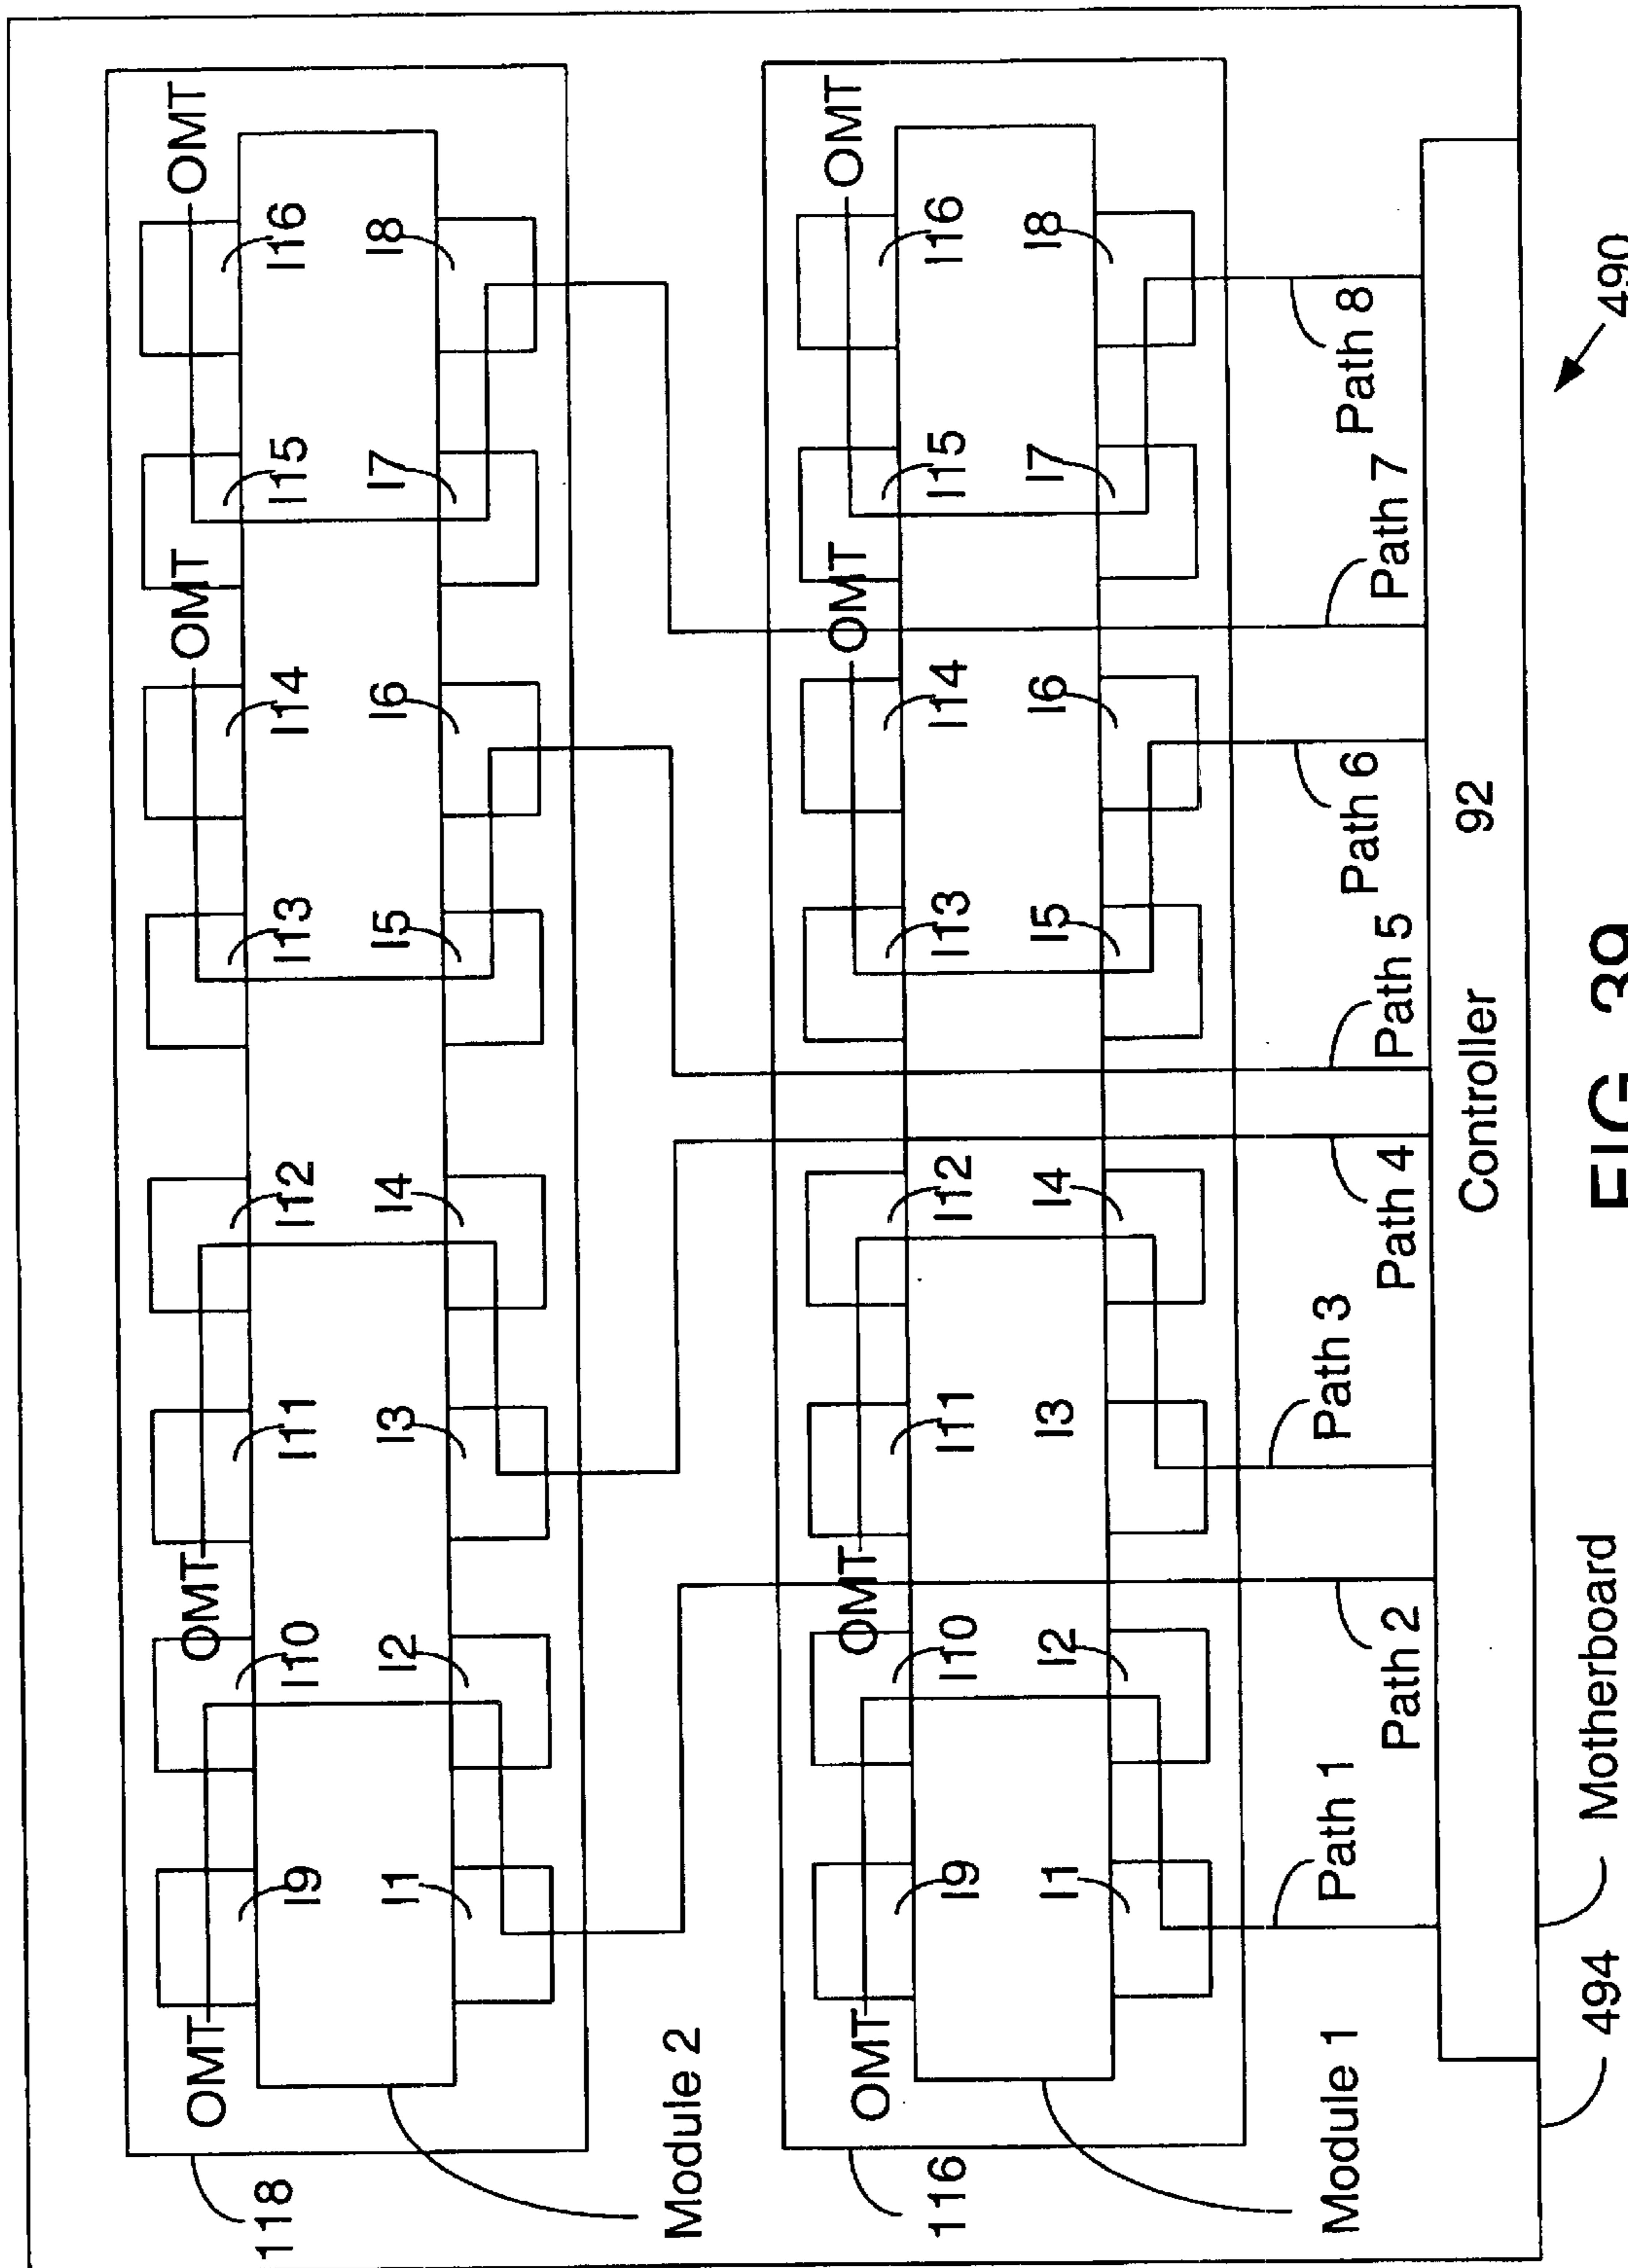 118
OMT
I9
I10
OMT
I11
I12
I13
I14
OMT
I15
I16
OMT
I1
I2
I3
I4
I5
I6
I7
I8
Module 2
116
OMT
I9
I10
OMT
I11
I12
I13
I14
OMT
I15
I16
OMT
I1
I2
I3
I4
I5
I6
I7
I8
Module 1
Path 1
Path 2
Path 3
Path 4
Path 5
Path 6
Path 7
Path 8
Controller 92
494
Motherboard
490
FIG. 39